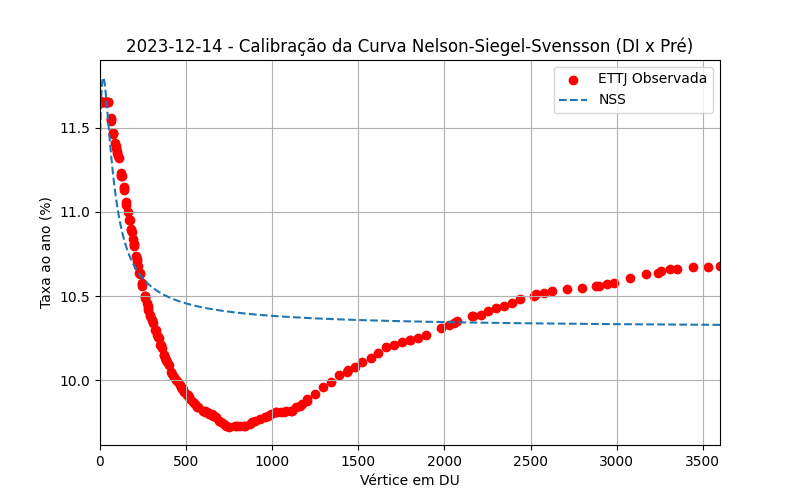 2023-12-14 - Calibração da Curva Nelson-Siegel-Svensson (DI x Pré)
ETTJ Observada
NSS
Taxa ao ano (%)
11.5
11.0
10.5
10.0
0 500 1000 1500 2000 2500 3000 3500
Vértice em DU